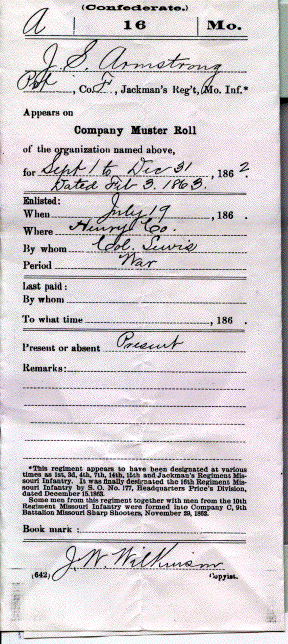 (Confederate.)
A | 16 | Mo.
J. S. Armstrong
Pvt, Co. F, Jackman's Reg't, Mo. Inf.*
Appears on
Company Muster Roll
of the organization named above,
for Sept 1 to Dec 31, 1862.
Dated Feb 3, 1863.
Enlisted:
When July 19, 186 .
Where Henry Co.
By whom Col. Lewis
Period War
Last paid:
By whom
To what time , 186 .
Present or absent Present
Remarks:
*This regiment appears to have been designated at various
times as 1st, 3d, 4th, 7th, 14th, 15th and Jackman's Regiment Mis-
souri Infantry. It was finally designated the 16th Regiment Mis-
souri Infantry by S. O. No. 177, Headquarters Price's Division,
dated December 15, 1863.
Some men from this regiment together with men from the 10th
Regiment Missouri Infantry were formed into Company C, 9th
Battalion Missouri Sharp Shooters, November 29, 1862.
Book mark:
J. W. Wilkinson
(642) Copyist.